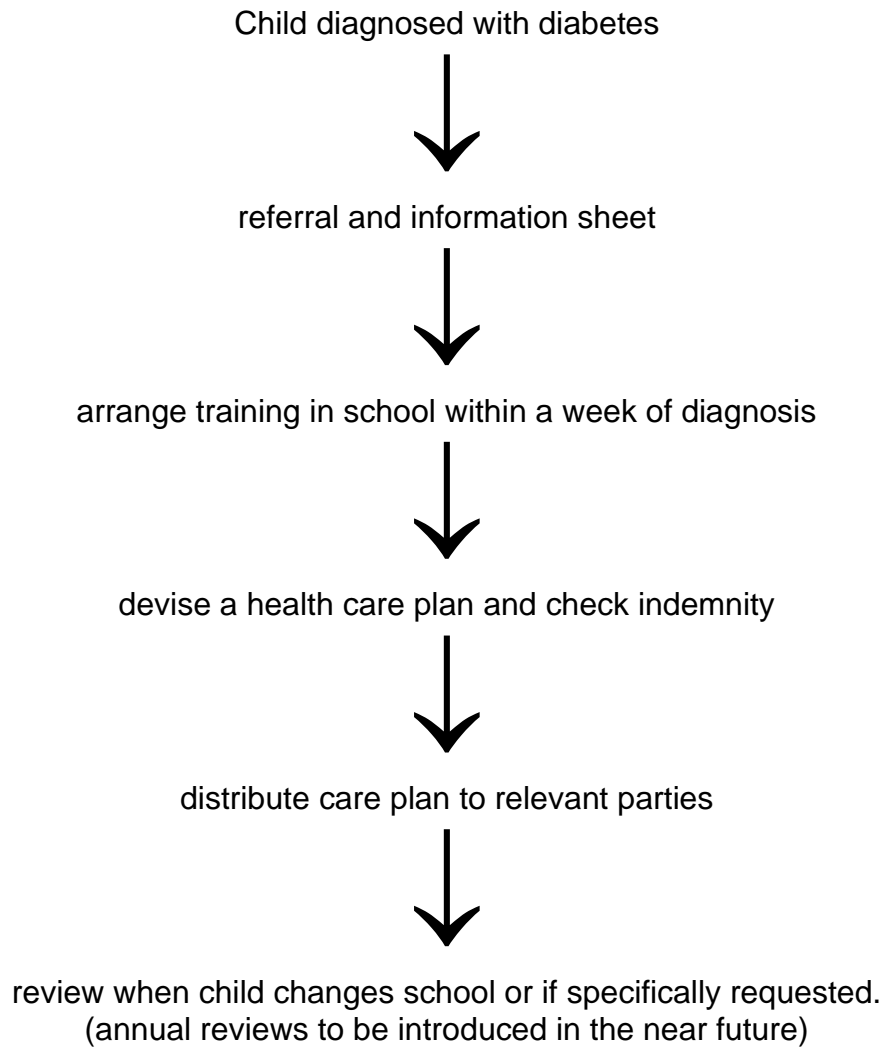 Child diagnosed with diabetes
referral and information sheet
arrange training in school within a week of diagnosis
devise a health care plan and check indemnity
distribute care plan to relevant parties
review when child changes school or if specifically requested.
(annual reviews to be introduced in the near future)